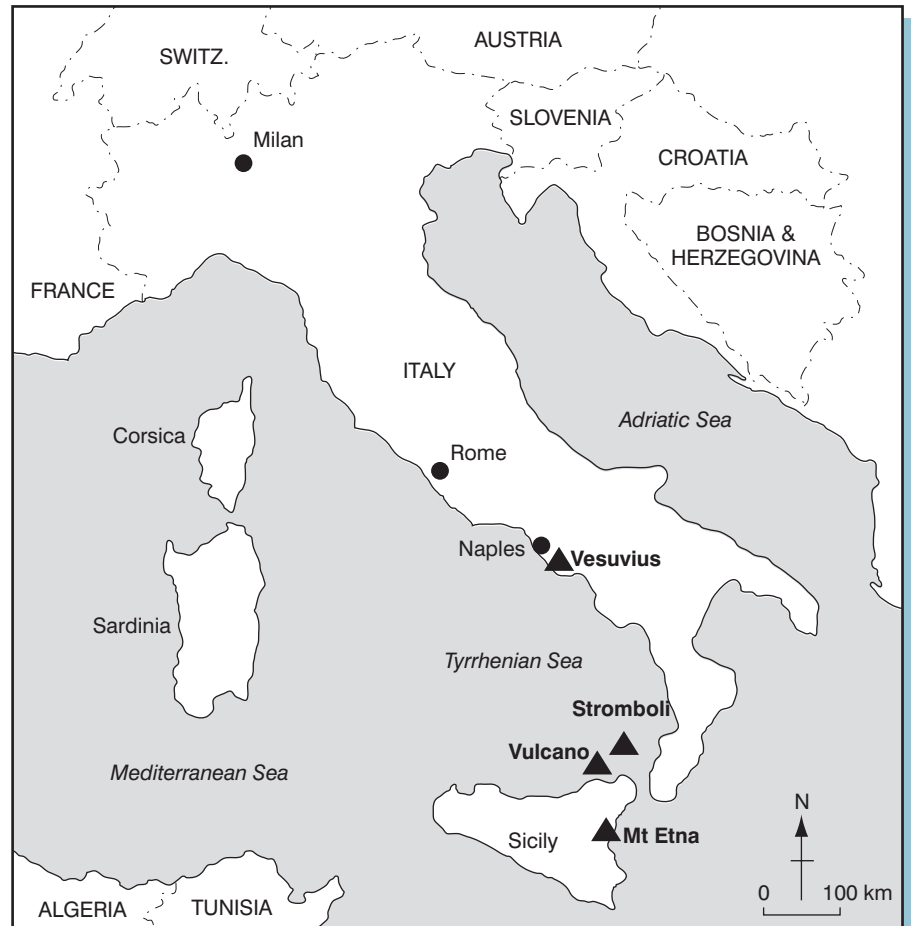 AUSTRIA
SWITZ.
SLOVENIA
Milan
CROATIA
BOSNIA &
HERZEGOVINA
FRANCE
ITALY
Adriatic Sea
Corsica
Rome
Naples
Vesuvius
Sardinia
Tyrrhenian Sea
Stromboli
Vulcano
Mediterranean Sea
N
Sicily
Mt Etna
0 100 km
ALGERIA
TUNISIA